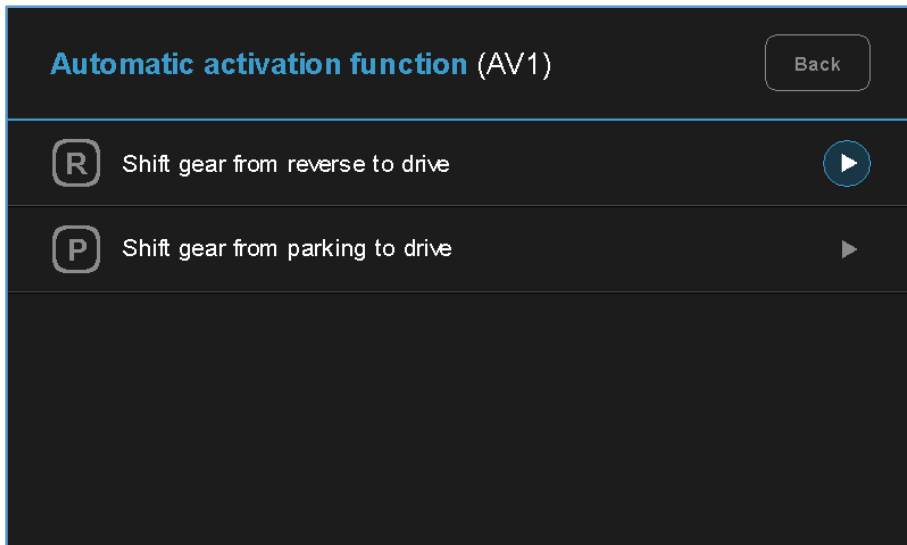 Automatic activation function (AV1)
Back
R Shift gear from reverse to drive
P Shift gear from parking to drive